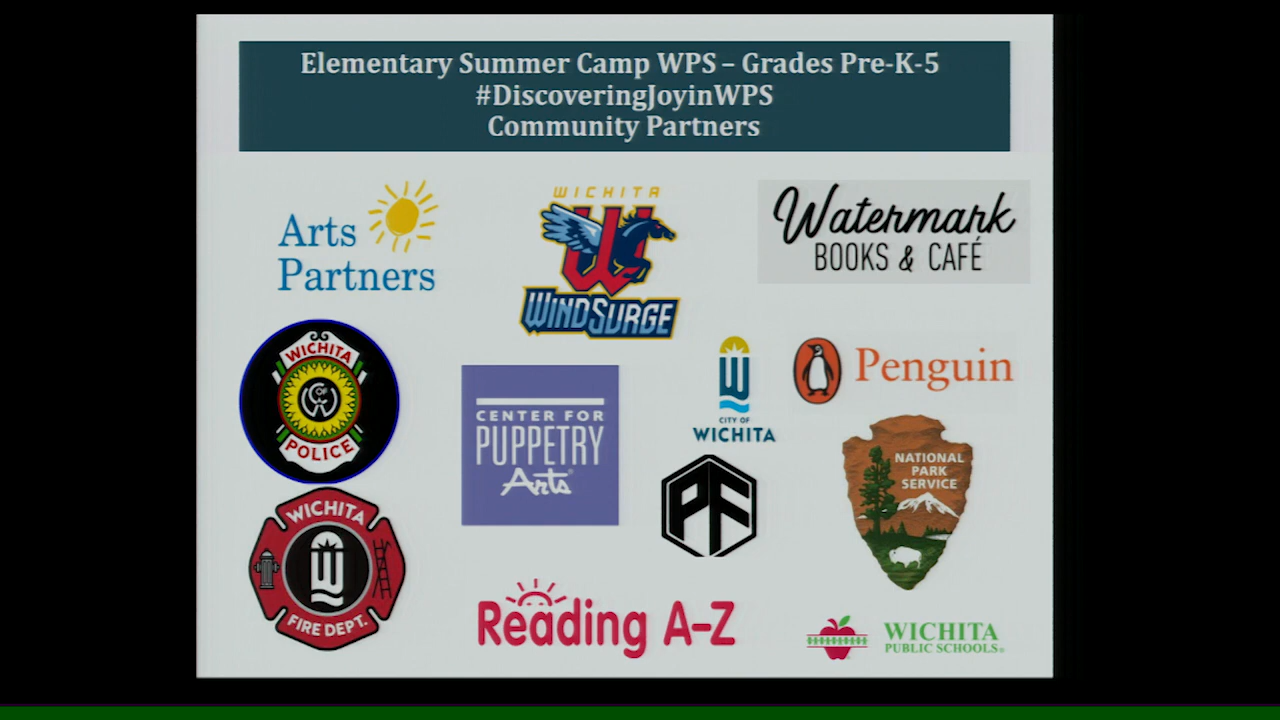 Elementary Summer Camp WPS – Grades Pre-K-5
#DiscoveringJoyinWPS
Community Partners
Arts
Partners
WICHITA
W
WINDSURGE
Watermark
BOOKS & CAFÉ
WICHITA
POLICE
CENTER FOR
PUPPETRY
Arts®
W
CITY OF
WICHITA
Penguin
NATIONAL
PARK
SERVICE
PF
WICHITA
W
FIRE DEPT.
Reading A-Z
WICHITA
PUBLIC SCHOOLS®